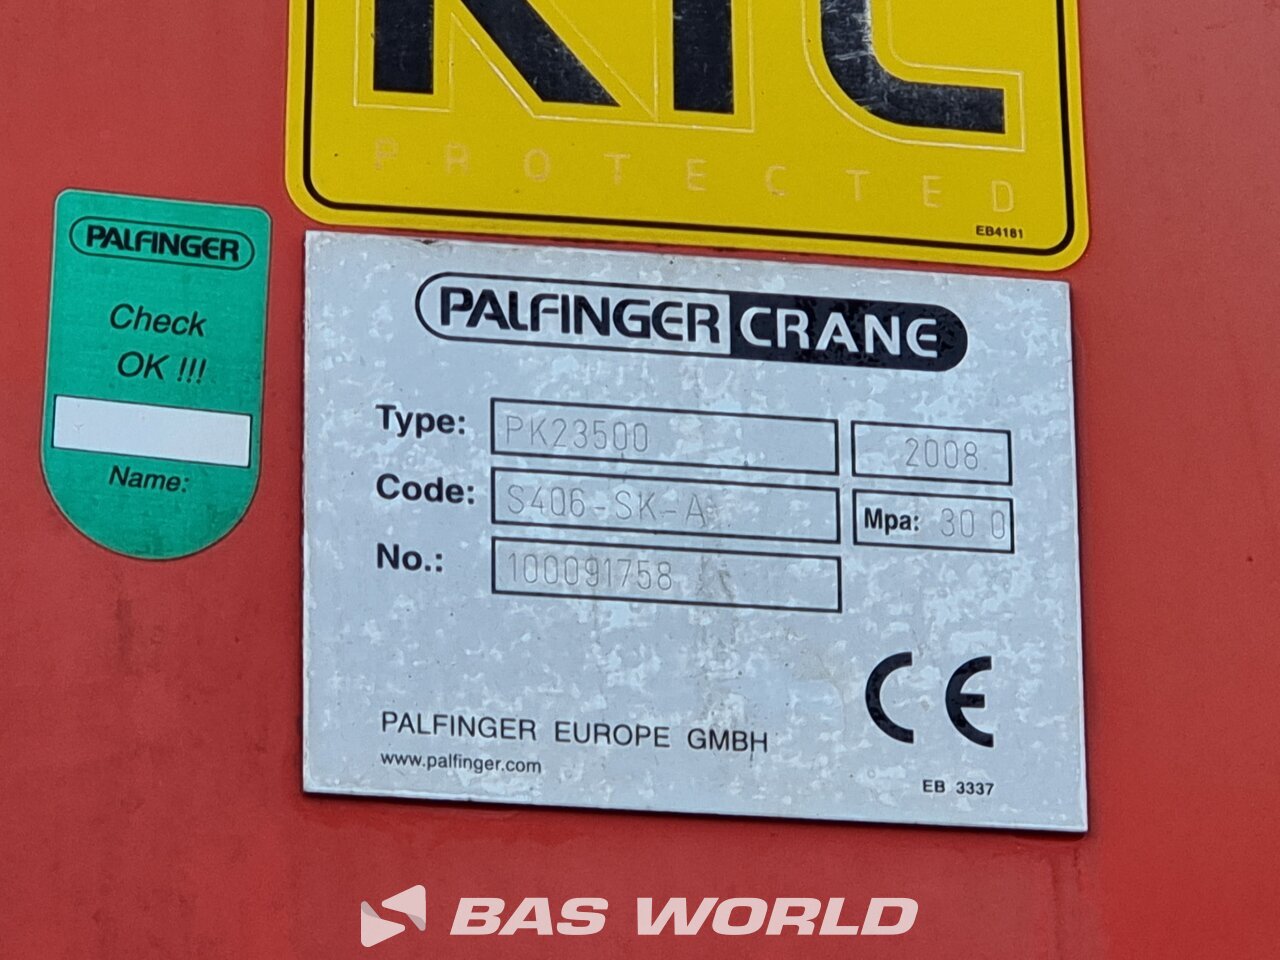 KTL
PROTECTED
EB4181
PALFINGER
Check
OK !!!
Name:
PALFINGER CRANE
Type: PK23500 2008
Code: S406-SK-A Mpa: 30 0
No.: 100091758
CE
PALFINGER EUROPE GMBH
www.palfinger.com
EB 3337
BAS WORLD